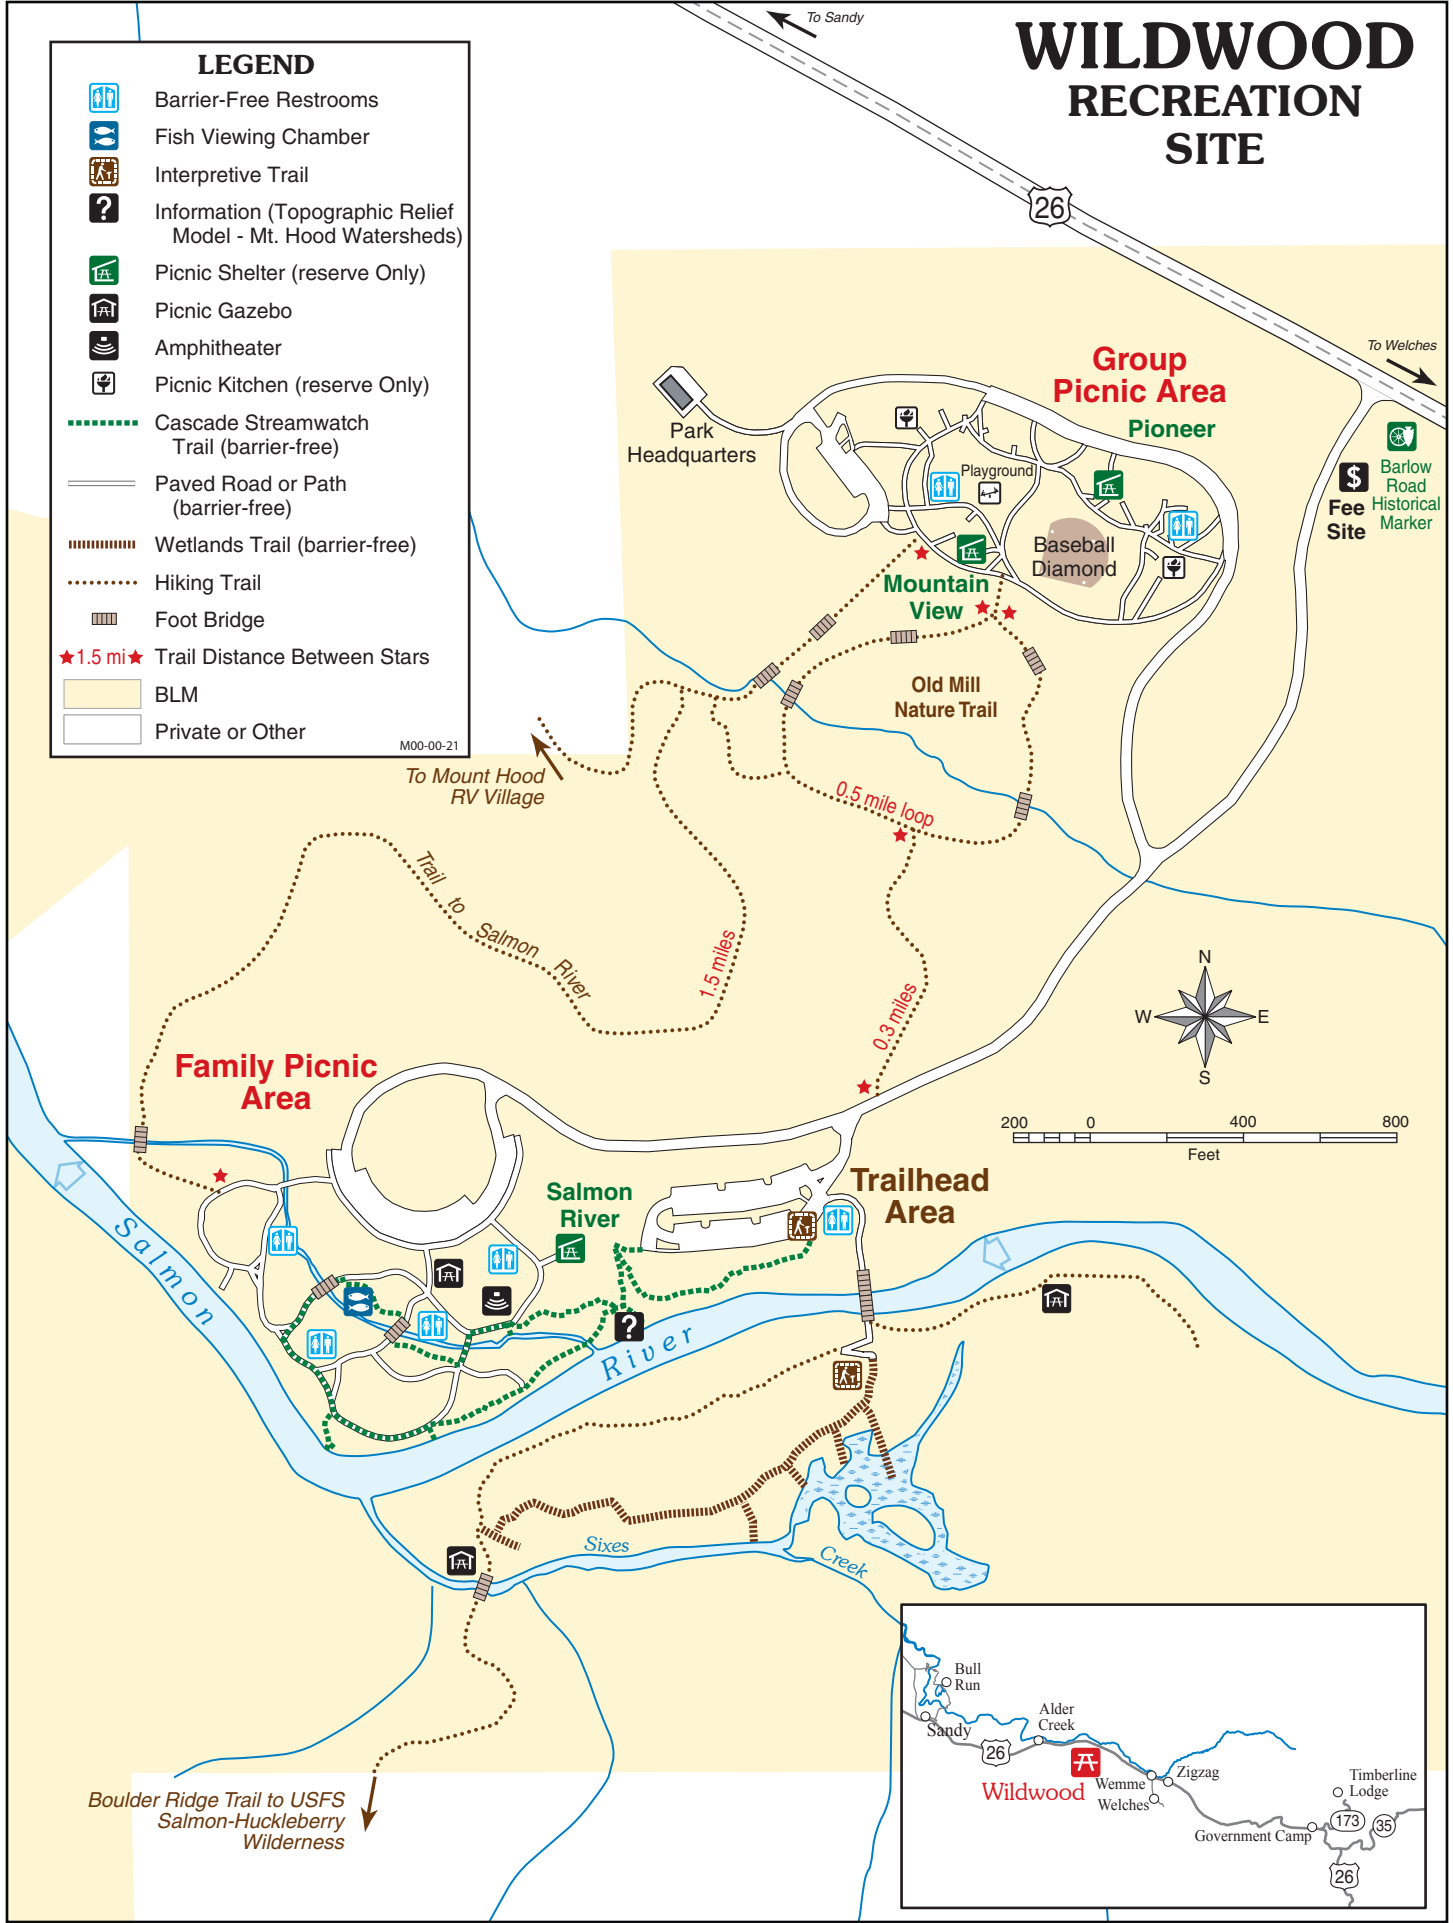 To Sandy
WILDWOOD
RECREATION
SITE
26
To Welches
LEGEND
Barrier-Free Restrooms
Fish Viewing Chamber
Interpretive Trail
?
Information (Topographic Relief
Model - Mt. Hood Watersheds)
Picnic Shelter (reserve Only)
Picnic Gazebo
Amphitheater
Picnic Kitchen (reserve Only)
Cascade Streamwatch
Trail (barrier-free)
Paved Road or Path
(barrier-free)
Wetlands Trail (barrier-free)
Hiking Trail
Foot Bridge
1.5 mi
Trail Distance Between Stars
BLM
Private or Other
M00-00-21
Group
Picnic Area
Pioneer
Park
Headquarters
Playground
Baseball
Diamond
Mountain
View
$
Fee
Site
Barlow
Road
Historical
Marker
Old Mill
Nature Trail
To Mount Hood
RV Village
0.5 mile loop
Trail to Salmon River
1.5 miles
0.3 miles
N
W
E
S
200
0
400
800
Feet
Family Picnic
Area
Salmon
River
Trailhead
Area
Salmon
River
?
Sixes
Creek
Boulder Ridge Trail to USFS
Salmon-Huckleberry
Wilderness
Bull
Run
Sandy
26
Alder
Creek
Wildwood
Wemme
Welches
Zigzag
Timberline
Lodge
Government Camp
173
35
26